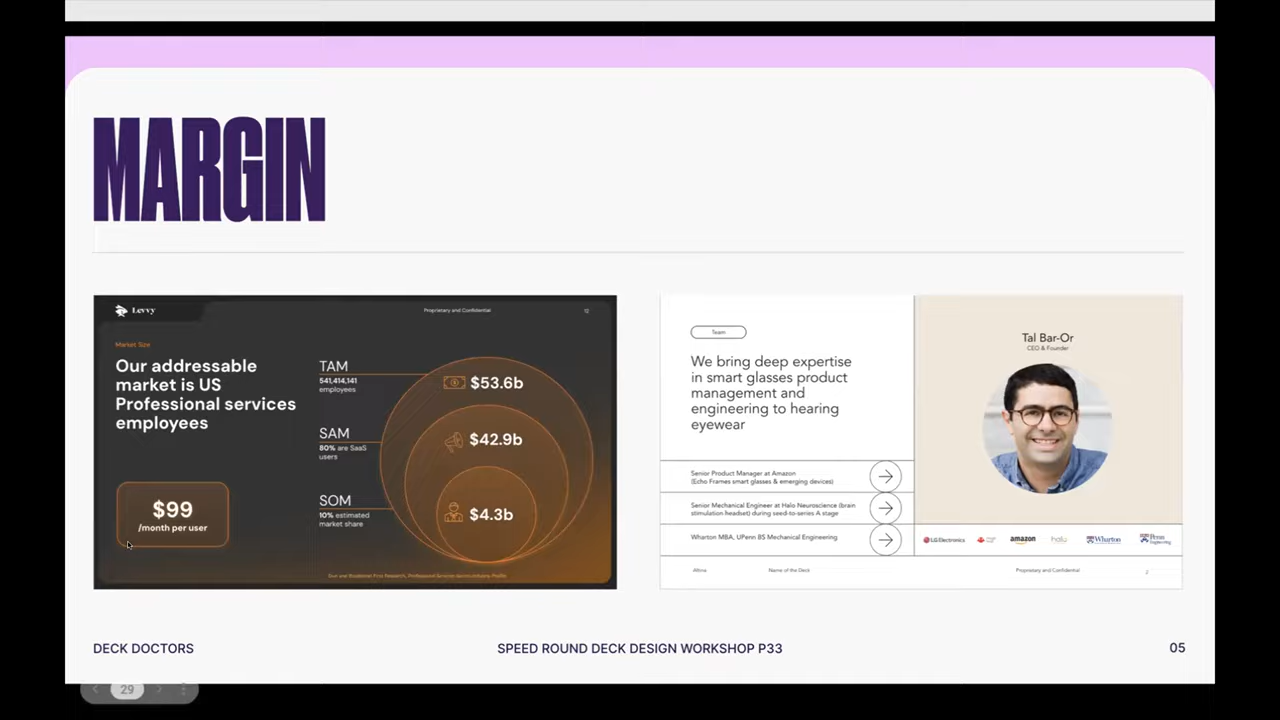 MARGIN
Levvy
Proprietary and Confidential
12
Market Size
Our addressable
market is US
Professional services
employees
$99
/month per user
TAM
541,414,141
employees
SAM
80% are SaaS
users
SOM
10% estimated
market share
$53.6b
$42.9b
$4.3b
Team
We bring deep expertise
in smart glasses product
management and
engineering to hearing
eyewear
Senior Product Manager at Amazon
(Echo Frames smart glasses & emerging devices)
Senior Mechanical Engineer at Halo Neuroscience (brain
stimulation headset) during seed-to-series A stage
Wharton MBA, UPenn BS Mechanical Engineering
Tal Bar-Or
CEO & Founder
LG Electronics
amazon
halo
Wharton
Penn
Engineering
Name of the Deck
Proprietary and Confidential
2
DECK DOCTORS
SPEED ROUND DECK DESIGN WORKSHOP P33
05
29